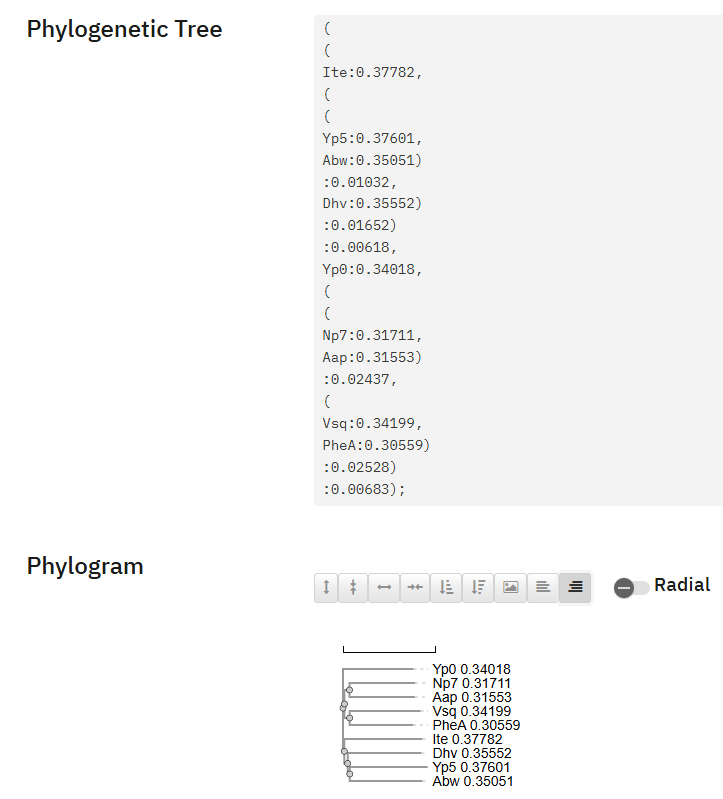 Phylogenetic Tree
(
(
Ite:0.37782,
(
(
Yp5:0.37601,
Abw:0.35051)
:0.01032,
Dhv:0.35552)
:0.01652)
:0.00618,
Yp0:0.34018,
(
(
Np7:0.31711,
Aap:0.31553)
:0.02437,
(
Vsq:0.34199,
PheA:0.30559)
:0.02528)
:0.00683);
Phylogram
Radial
Yp0 0.34018
Np7 0.31711
Aap 0.31553
Vsq 0.34199
PheA 0.30559
Ite 0.37782
Dhv 0.35552
Yp5 0.37601
Abw 0.35051